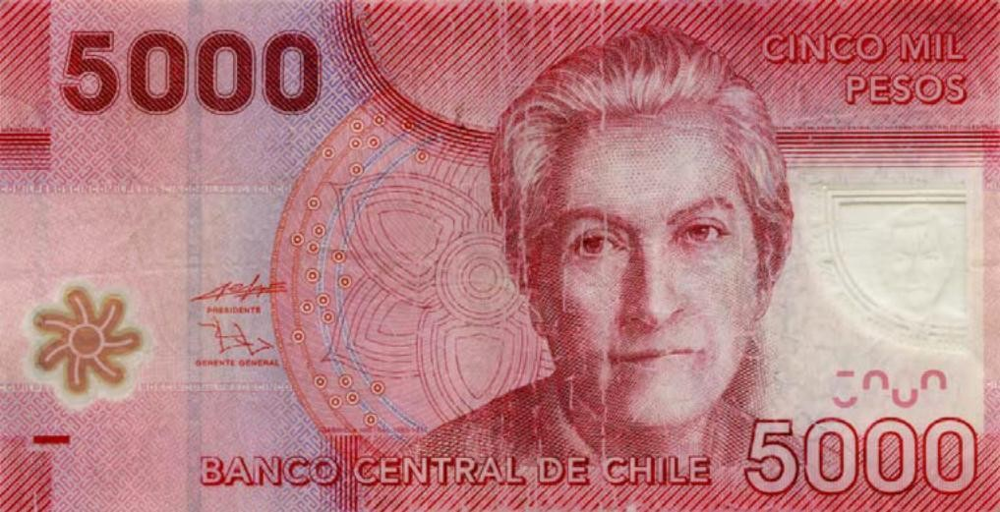 5000
CINCO MIL
PESOS
PRESIDENTE
GERENTE GENERAL
BANCO CENTRAL DE CHILE
5000